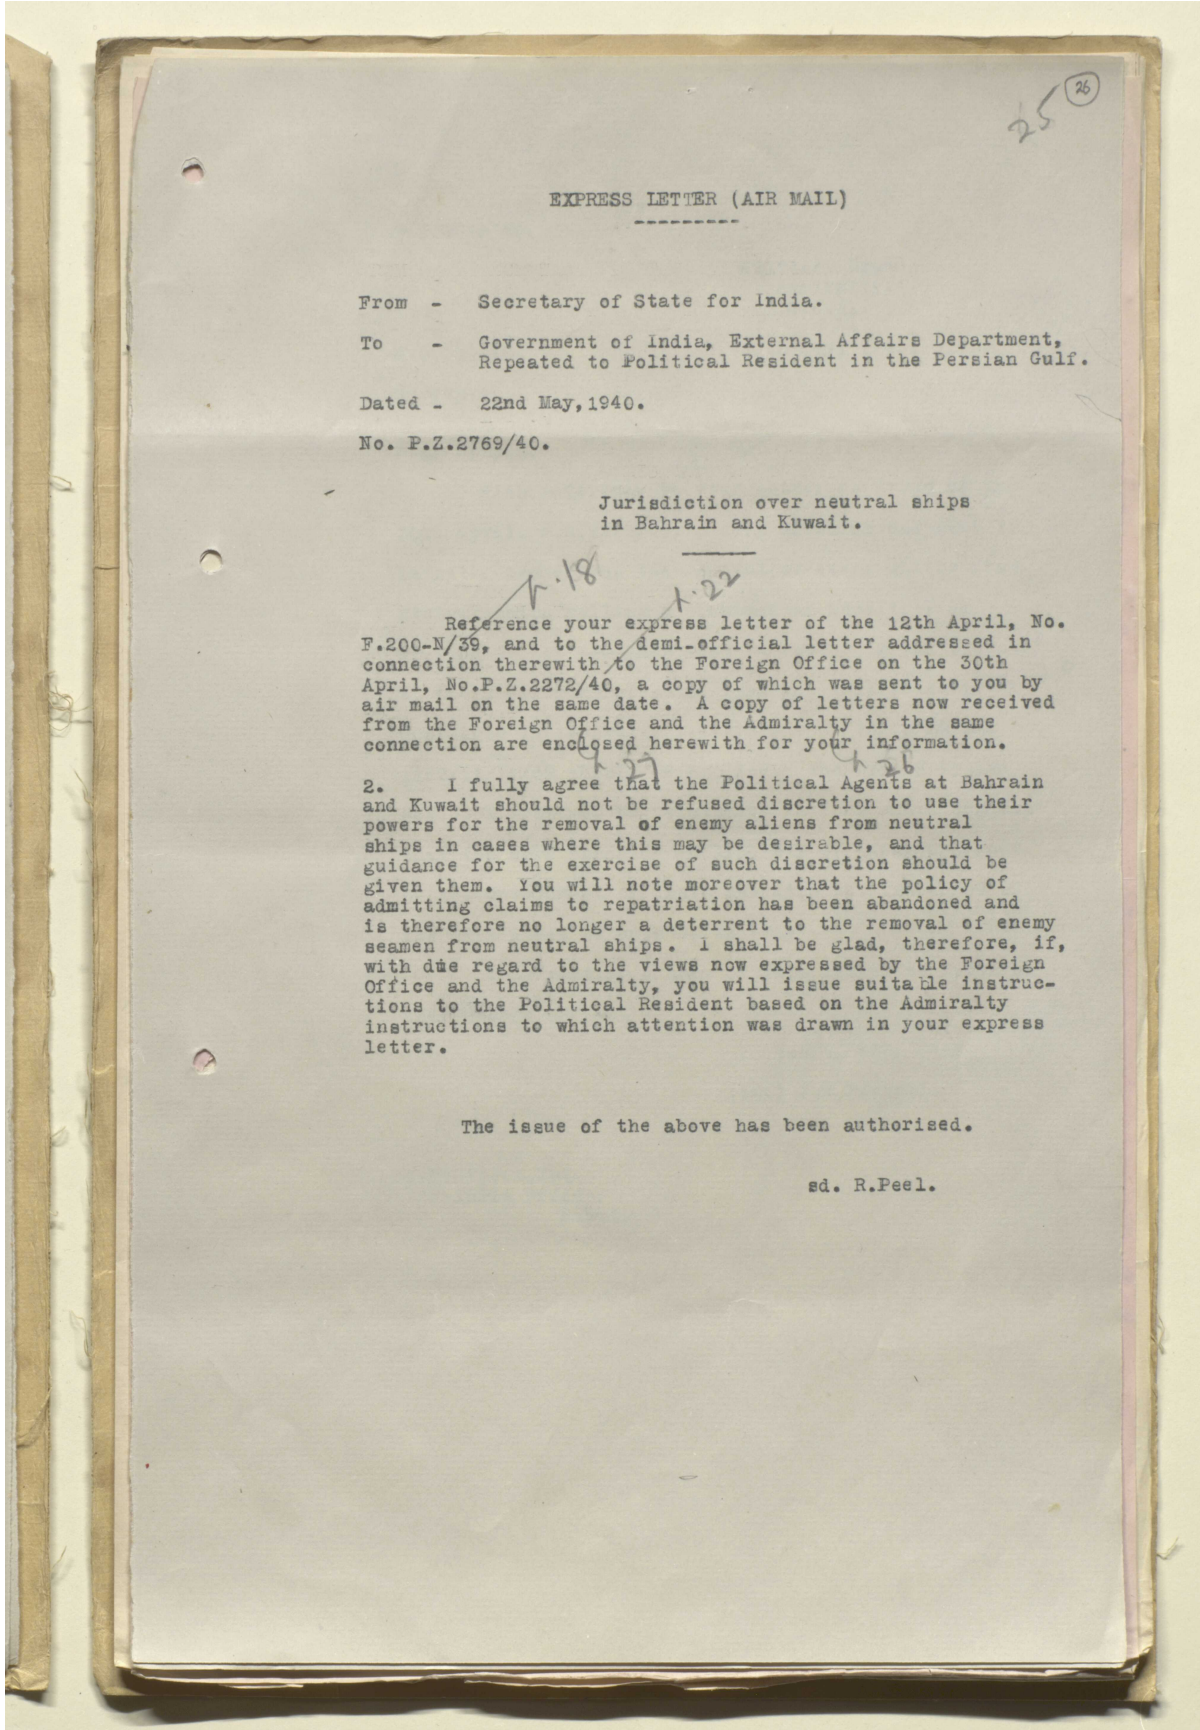 26
25
EXPRESS LETTER (AIR MAIL)
---------
From - Secretary of State for India.
To - Government of India, External Affairs Department,
Repeated to Political Resident in the Persian Gulf.
Dated - 22nd May, 1940.
No. P.Z.2769/40.
Jurisdiction over neutral ships
in Bahrain and Kuwait.
p.18 p.22
Reference your express letter of the 12th April, No.
F.200-N/39, and to the demi-official letter addressed in
connection therewith to the Foreign Office on the 30th
April, No.P.Z.2272/40, a copy of which was sent to you by
air mail on the same date. A copy of letters now received
from the Foreign Office and the Admiralty in the same
connection are enclosed herewith for your information.
p.27 p.26
2. I fully agree that the Political Agents at Bahrain
and Kuwait should not be refused discretion to use their
powers for the removal of enemy aliens from neutral
ships in cases where this may be desirable, and that
guidance for the exercise of such discretion should be
given them. You will note moreover that the policy of
admitting claims to repatriation has been abandoned and
is therefore no longer a deterrent to the removal of enemy
seamen from neutral ships. I shall be glad, therefore, if,
with due regard to the views now expressed by the Foreign
Office and the Admiralty, you will issue suitable instruc-
tions to the Political Resident based on the Admiralty
instructions to which attention was drawn in your express
letter.
The issue of the above has been authorised.
sd. R.Peel.